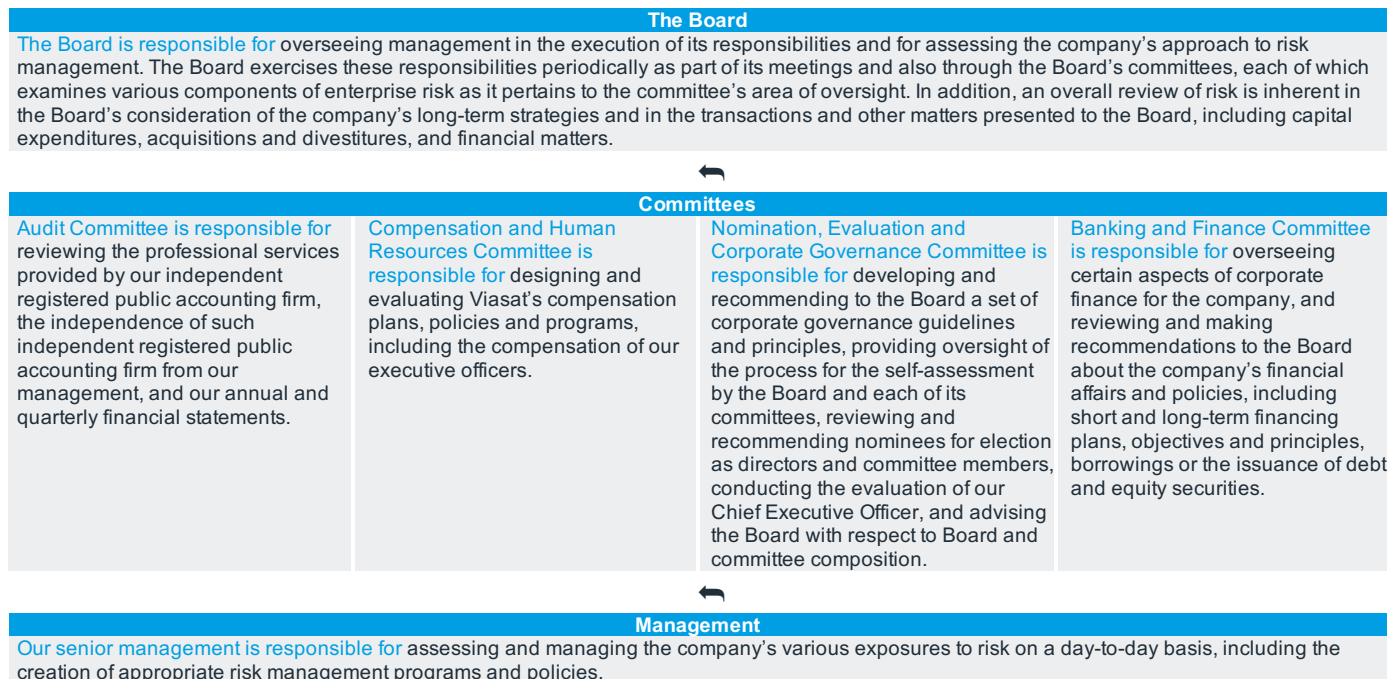 The Board
The Board is responsible for overseeing management in the execution of its responsibilities and for assessing the company’s approach to risk
management. The Board exercises these responsibilities periodically as part of its meetings and also through the Board’s committees, each of which
examines various components of enterprise risk as it pertains to the committee’s area of oversight. In addition, an overall review of risk is inherent in
the Board’s consideration of the company’s long-term strategies and in the transactions and other matters presented to the Board, including capital
expenditures, acquisitions and divestitures, and financial matters.
Committees
Audit Committee is responsible for
reviewing the professional services
provided by our independent
registered public accounting firm,
the independence of such
independent registered public
accounting firm from our
management, and our annual and
quarterly financial statements.
Compensation and Human
Resources Committee is
responsible for designing and
evaluating Viasat’s compensation
plans, policies and programs,
including the compensation of our
executive officers.
Nomination, Evaluation and
Corporate Governance Committee is
responsible for developing and
recommending to the Board a set of
corporate governance guidelines
and principles, providing oversight of
the process for the self-assessment
by the Board and each of its
committees, reviewing and
recommending nominees for election
as directors and committee members,
conducting the evaluation of our
Chief Executive Officer, and advising
the Board with respect to Board and
committee composition.
Banking and Finance Committee
is responsible for overseeing
certain aspects of corporate
finance for the company, and
reviewing and making
recommendations to the Board
about the company’s financial
affairs and policies, including
short and long-term financing
plans, objectives and principles,
borrowings or the issuance of debt
and equity securities.
Management
Our senior management is responsible for assessing and managing the company’s various exposures to risk on a day-to-day basis, including the
creation of appropriate risk management programs and policies.